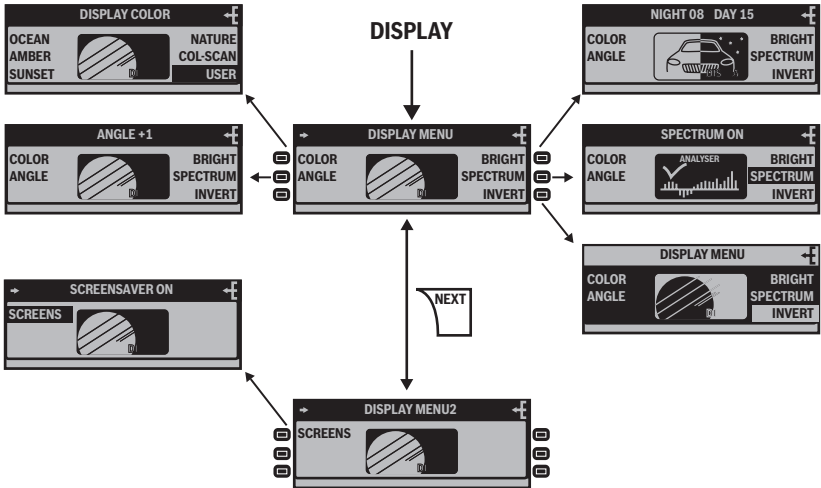 DISPLAY
DISPLAY COLOR
OCEAN NATURE
AMBER COL-SCAN
SUNSET USER
NIGHT 08 DAY 15
COLOR BRIGHT
ANGLE SPECTRUM
INVERT
ANGLE +1
COLOR BRIGHT
ANGLE SPECTRUM
INVERT
DISPLAY MENU
COLOR BRIGHT
ANGLE SPECTRUM
INVERT
SPECTRUM ON
COLOR ANALYSER BRIGHT
ANGLE SPECTRUM
INVERT
DISPLAY MENU
COLOR BRIGHT
ANGLE SPECTRUM
INVERT
SCREENSAVER ON
SCREENS
NEXT
DISPLAY MENU2
SCREENS